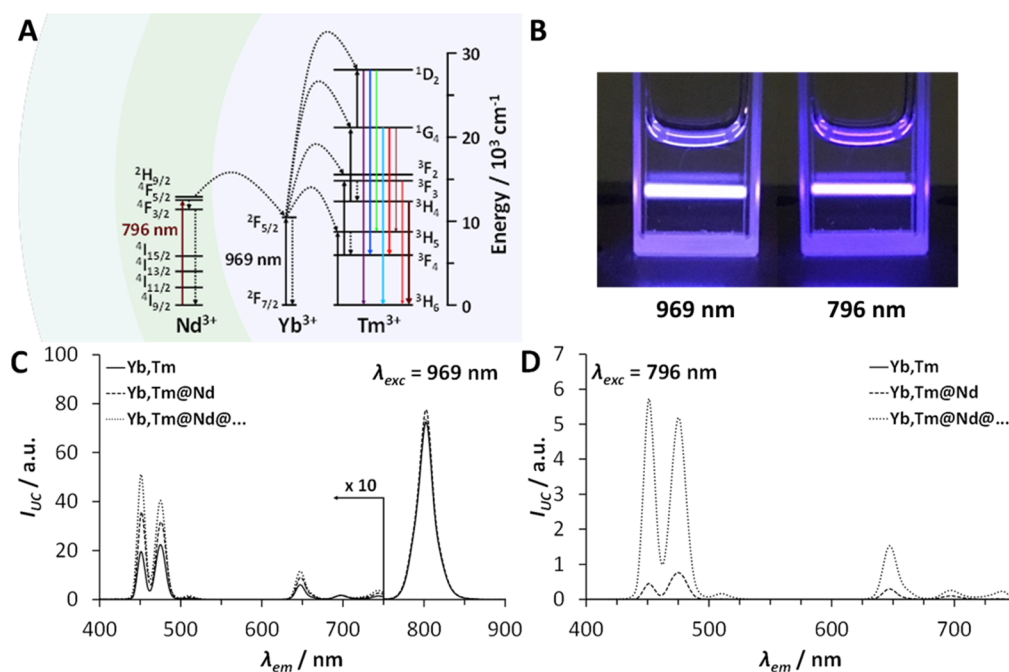 A
²H₉/₂
⁴F₅/₂
⁴F₃/₂
796 nm
⁴I₁₅/₂
⁴I₁₃/₂
⁴I₁₁/₂
⁴I₉/₂
Nd³⁺
²F₅/₂
969 nm
²F₇/₂
Yb³⁺
¹D₂
¹G₄
³F₂
³F₃
³H₄
³H₅
³F₄
³H₆
Tm³⁺
30
20
10
0
Energy / 10³ cm⁻¹
B
969 nm
796 nm
C
Yb,Tm
Yb,Tm@Nd
Yb,Tm@Nd@...
λexc = 969 nm
x 10
100
80
60
40
20
0
I_UC / a.u.
400 500 600 700 800 900
λem / nm
D
λexc = 796 nm
Yb,Tm
Yb,Tm@Nd
Yb,Tm@Nd@...
7
6
5
4
3
2
1
0
I_UC / a.u.
400 500 600 700
λem / nm